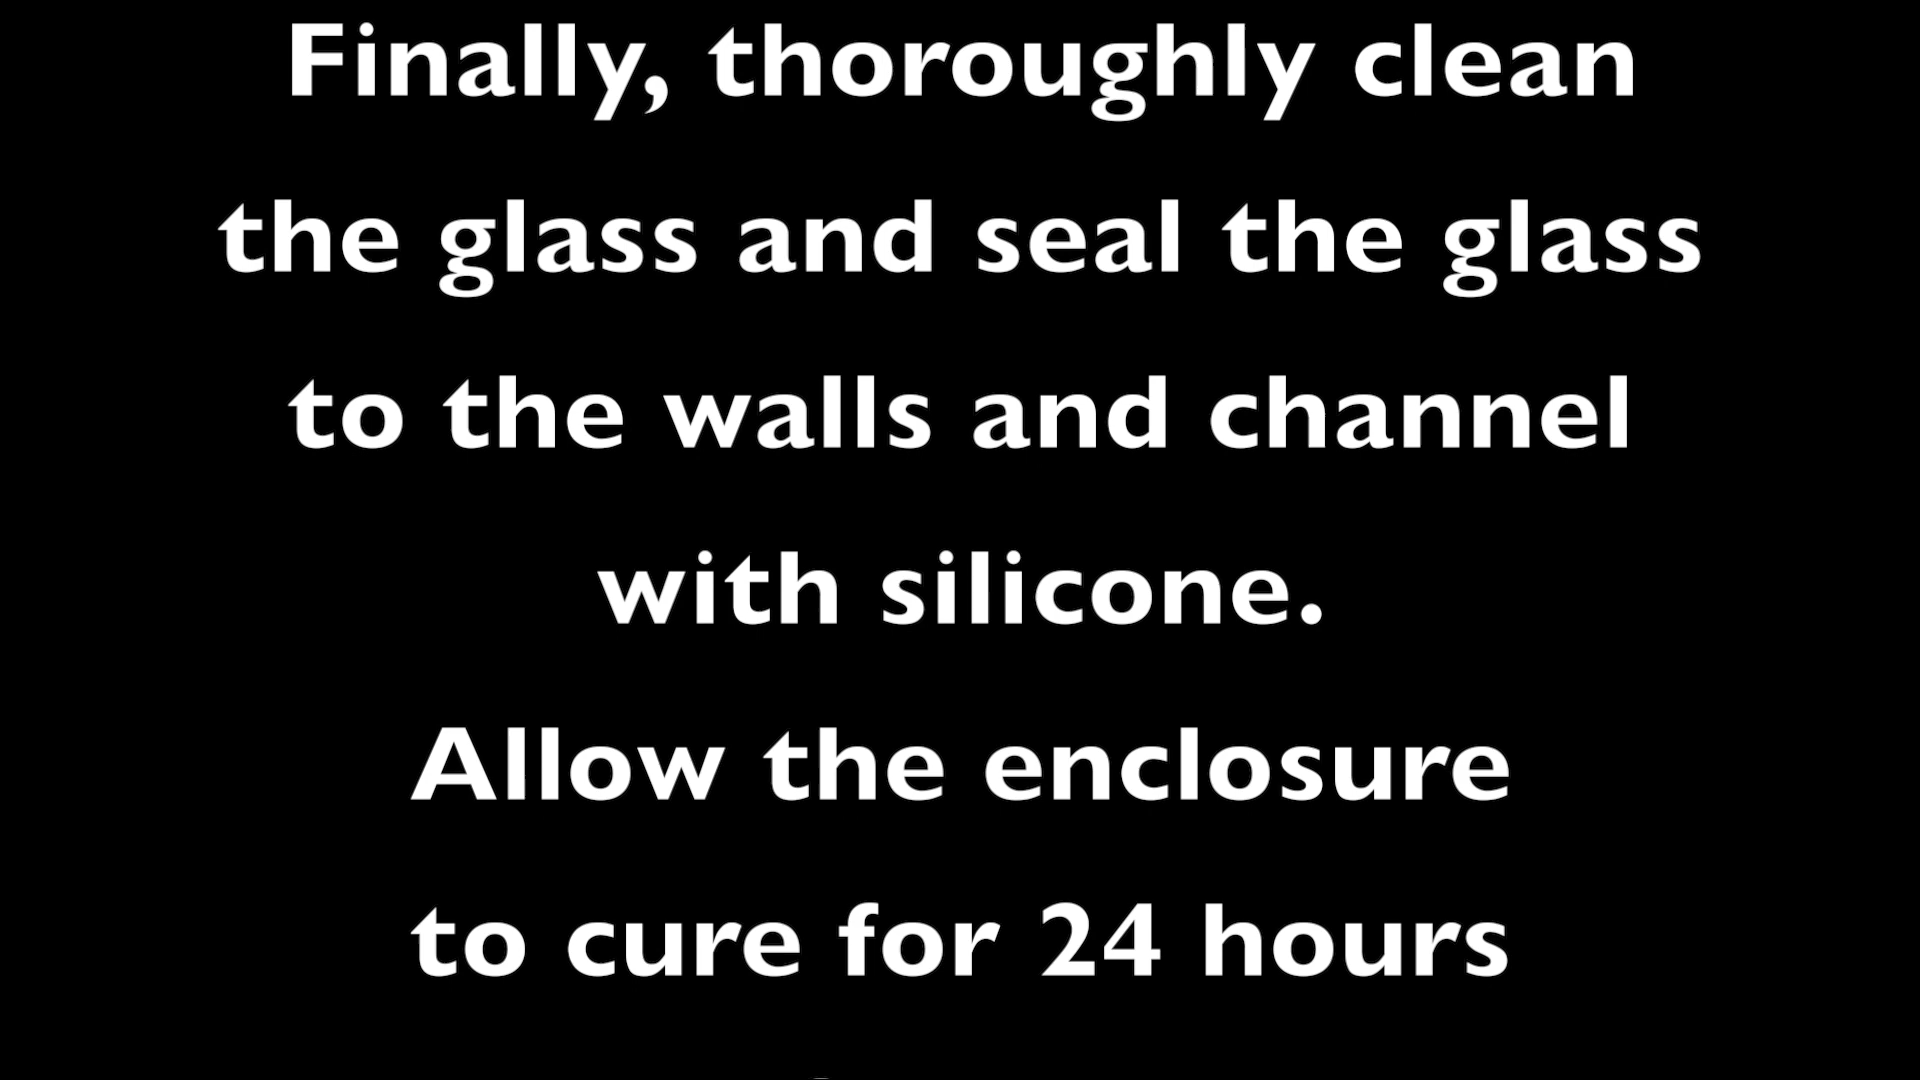 Finally, thoroughly clean
the glass and seal the glass
to the walls and channel
with silicone.
Allow the enclosure
to cure for 24 hours